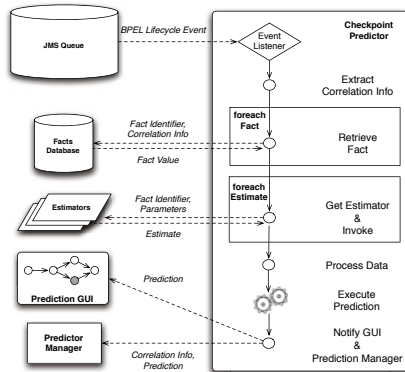 BPEL Lifecycle Event
Checkpoint
Predictor
JMS Queue
Event
Listener
Extract
Correlation Info
foreach
Fact
Fact Identifier,
Correlation Info
Facts
Database
Retrieve
Fact
Fact Value
foreach
Estimate
Fact Identifier,
Parameters
Estimators
Get Estimator
&
Invoke
Estimate
Process Data
Prediction
Prediction GUI
Execute
Prediction
Notify GUI
&
Prediction Manager
Predictor
Manager
Correlation Info,
Prediction